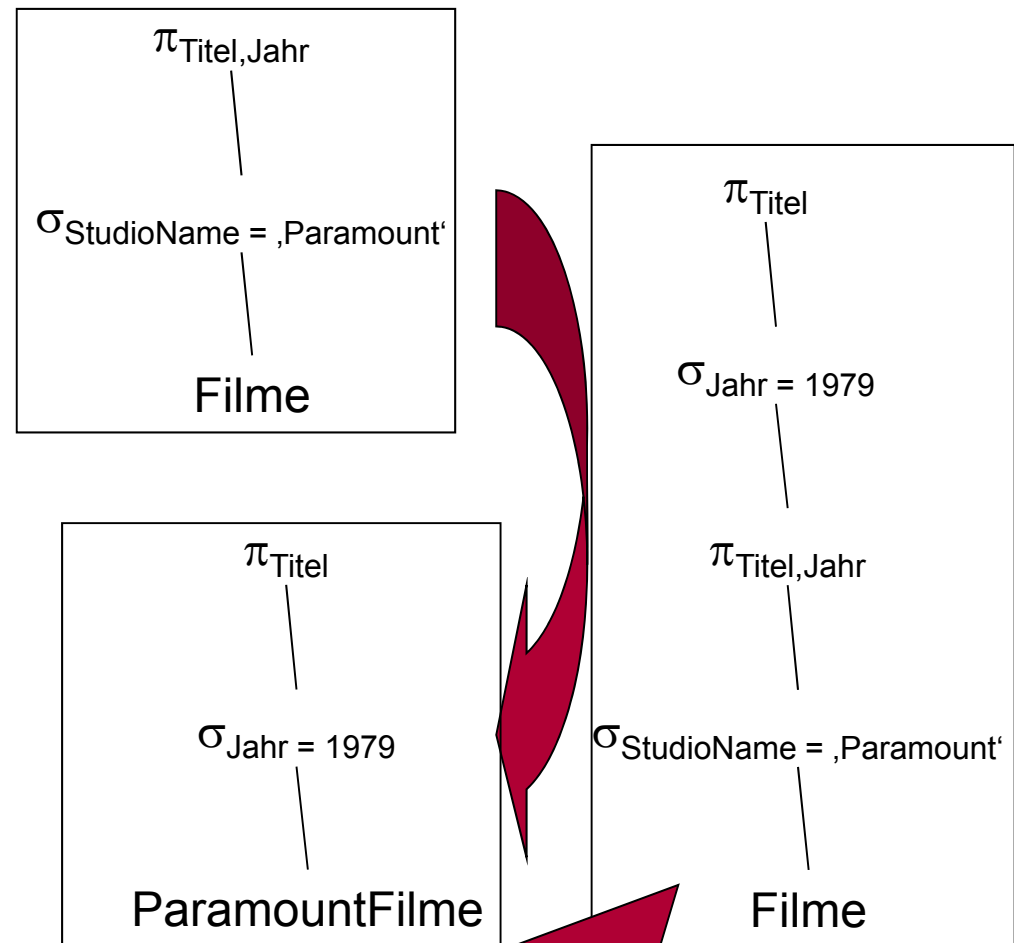 πTitel,Jahr
σStudioName = ‚Paramount‘
Filme
πTitel
σJahr = 1979
ParamountFilme
πTitel
σJahr = 1979
πTitel,Jahr
σStudioName = ‚Paramount‘
Filme